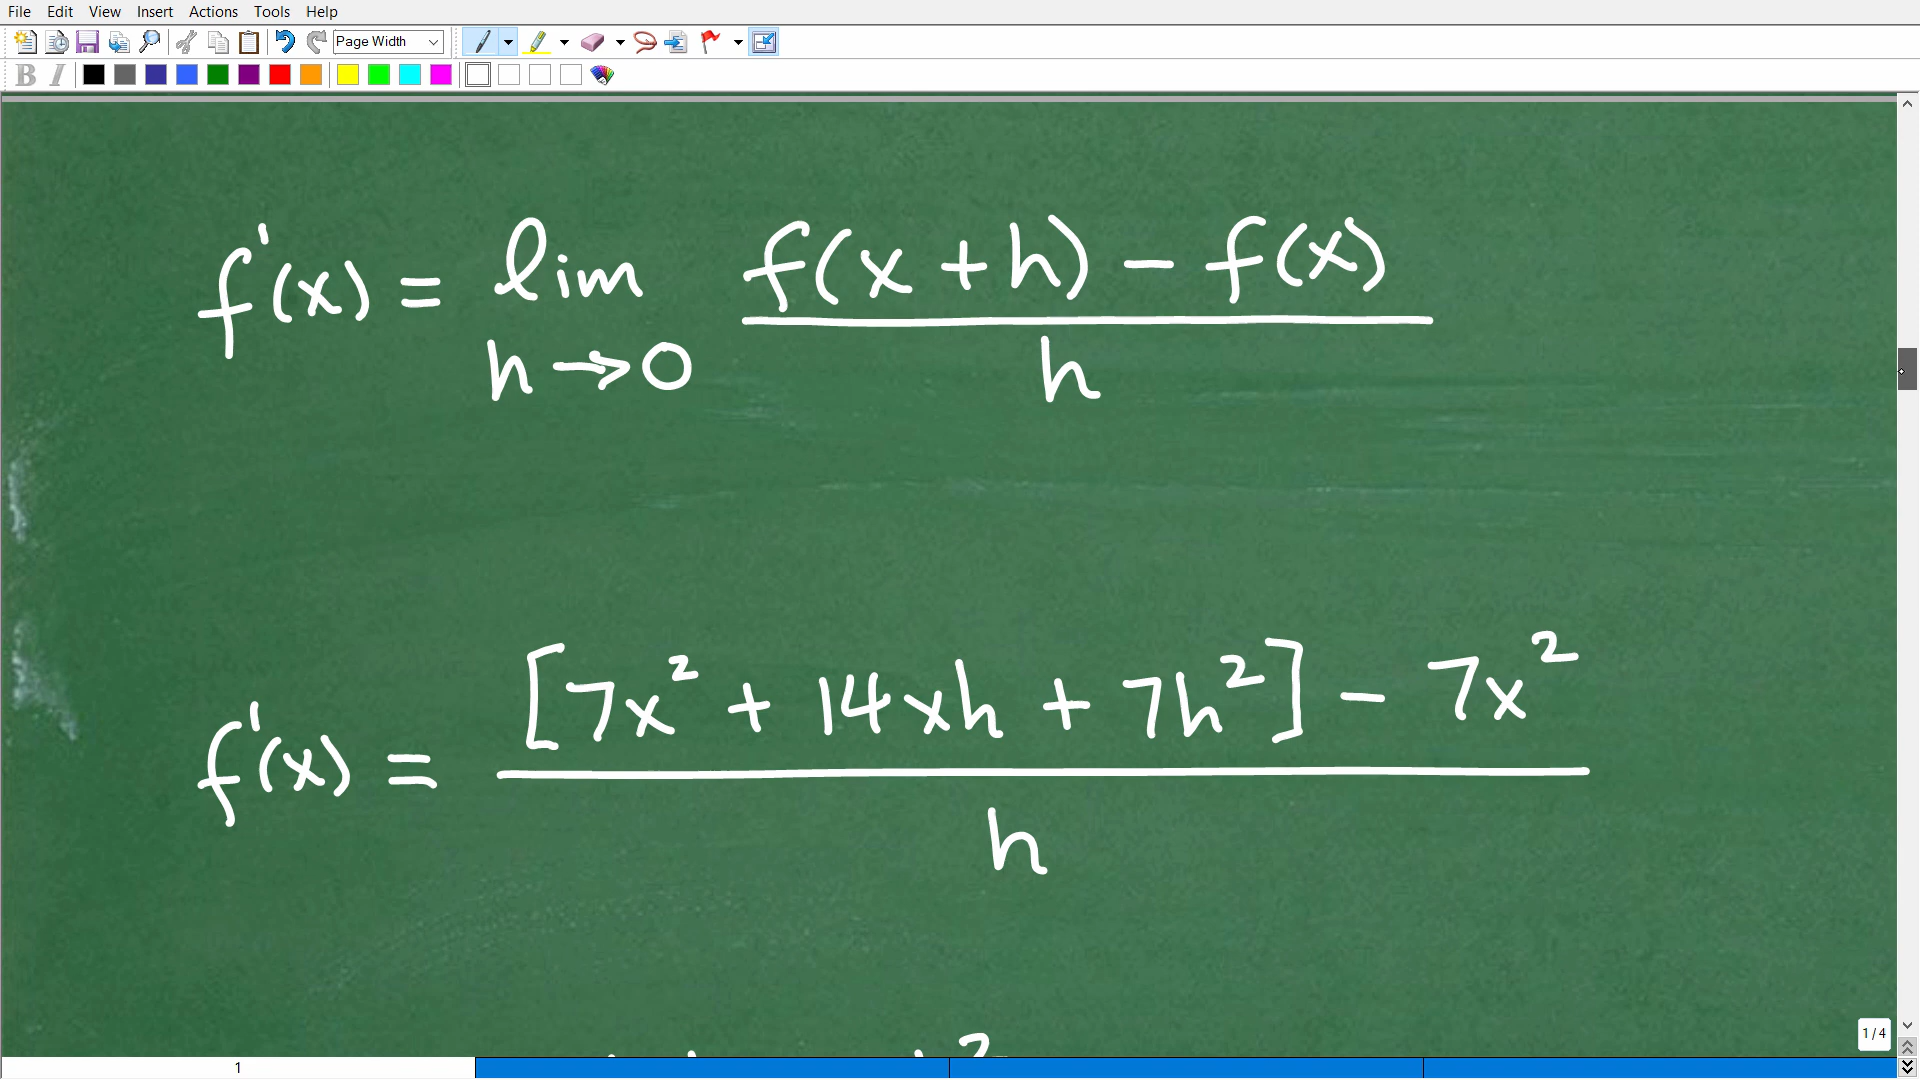 File Edit View Insert Actions Tools Help
Page Width
B I
f'(x) = lim f(x + h) - f(x)
h → 0 h
[7x² + 14xh + 7h²] - 7x²
f'(x) =
h
1 / 4
1